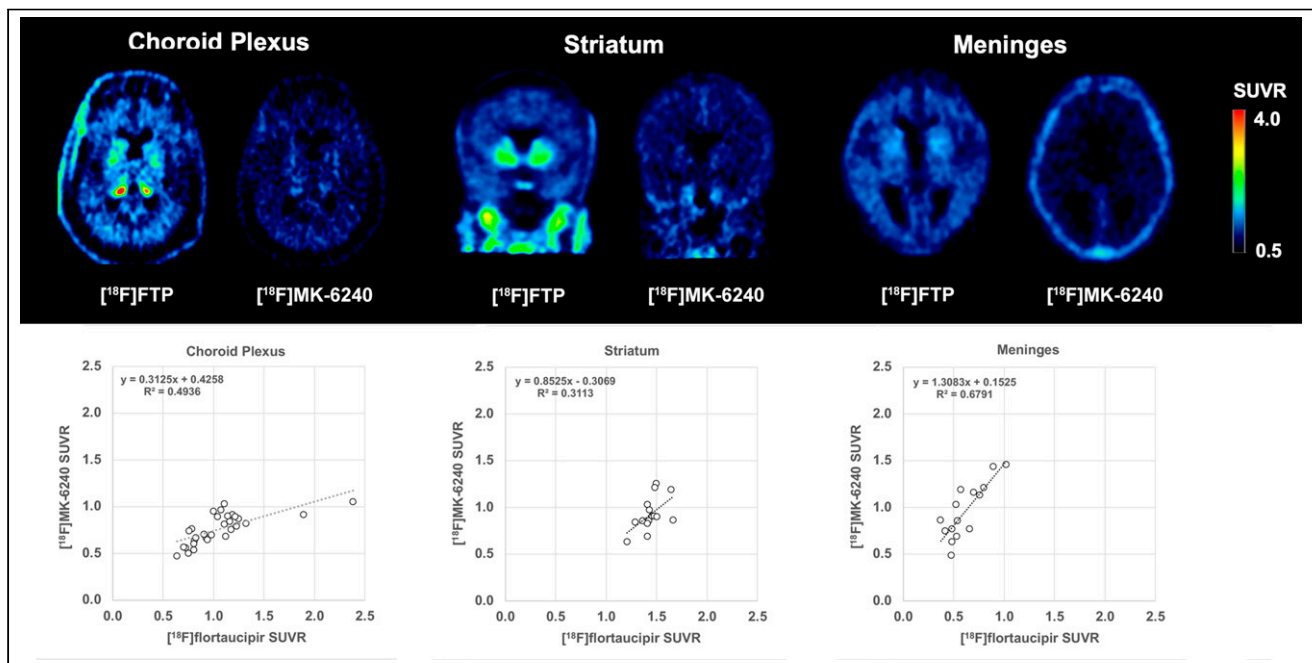 Choroid Plexus
Striatum
Meninges
SUVR
4.0
0.5
[¹⁸F]FTP
[¹⁸F]MK-6240
[¹⁸F]FTP
[¹⁸F]MK-6240
[¹⁸F]FTP
[¹⁸F]MK-6240
Choroid Plexus
y = 0.3125x + 0.4258
R² = 0.4936
[¹⁸F]MK-6240 SUVR
2.5
2.0
1.5
1.0
0.5
0.0
0.0 0.5 1.0 1.5 2.0 2.5
[¹⁸F]flortaucipir SUVR
Striatum
y = 0.8525x - 0.3069
R² = 0.3113
[¹⁸F]MK-6240 SUVR
2.5
2.0
1.5
1.0
0.5
0.0
0.0 0.5 1.0 1.5 2.0 2.5
[¹⁸F]flortaucipir SUVR
Meninges
y = 1.3083x + 0.1525
R² = 0.6791
[¹⁸F]MK-6240 SUVR
2.5
2.0
1.5
1.0
0.5
0.0
0.0 0.5 1.0 1.5 2.0 2.5
[¹⁸F]flortaucipir SUVR